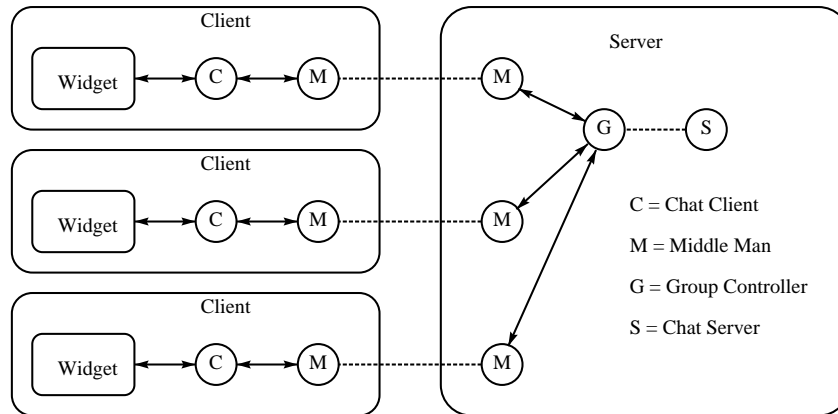 Client
Widget
C
M
Client
Widget
C
M
Client
Widget
C
M
Server
M
M
M
G
S
C = Chat Client
M = Middle Man
G = Group Controller
S = Chat Server